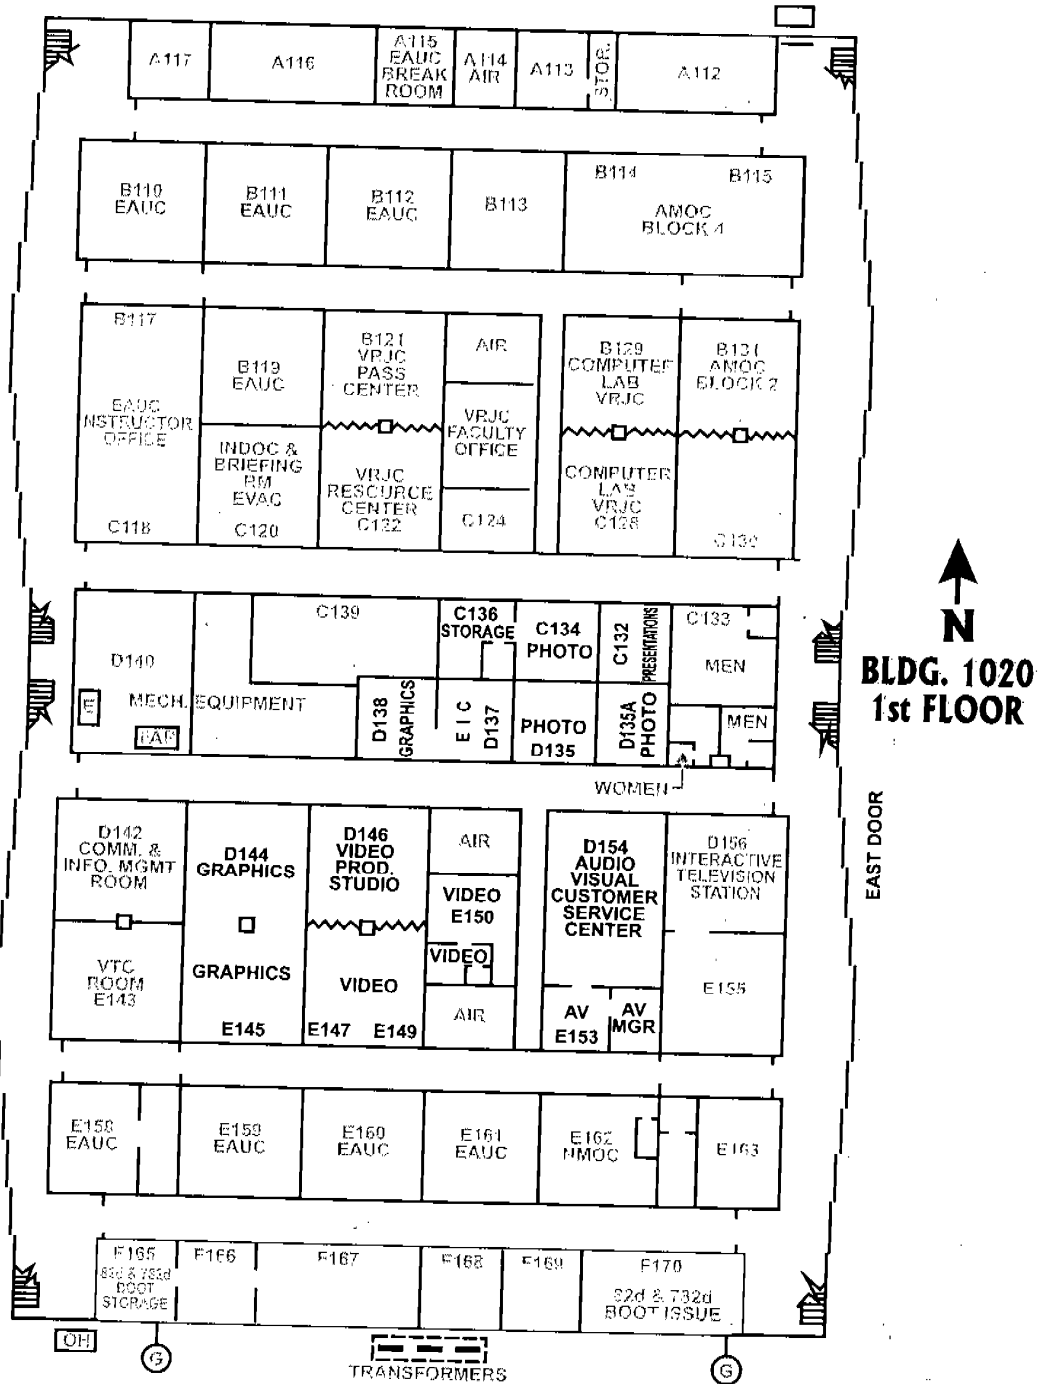 A117
A116
A115
EAUC
BREAK
ROOM
A114
AIR
A113
STOR.
A112
B110
EAUC
B111
EAUC
B112
EAUC
B113
B114
B115
AMOC
BLOCK 4
B117
EAUC
NSTRUCTOR
OFFICE
C118
B119
EAUC
INDOC &
BRIEFING
RM
EVAC
C120
B121
VRJC
PASS
CENTER
VRJC
RESOURCE
CENTER
C122
AIR
VRJC
FACULTY
OFFICE
C124
B129
COMPUTER
LAB
VRJC
COMPUTER
LAB
VRJC
C128
B131
AMOC
BLOCK 2
C130
D140
E
MECH. EQUIPMENT
C139
C136
STORAGE
C134
PHOTO
C132
PRESENTATIONS
C133
MEN
D138
GRAPHICS
E I C
D137
PHOTO
D135
D135A
PHOTO
MEN
WOMEN
N
BLDG. 1020
1st FLOOR
EAST DOOR
D142
COMM. &
INFO. MGMT
ROOM
VTC
ROOM
E143
D144
GRAPHICS
GRAPHICS
E145
D146
VIDEO
PROD.
STUDIO
VIDEO
E147 E149
AIR
VIDEO
E150
VIDEO
AIR
D154
AUDIO
VISUAL
CUSTOMER
SERVICE
CENTER
AV
E153
AV
MGR
D156
INTERACTIVE
TELEVISION
STATION
E155
E158
EAUC
E159
EAUC
E160
EAUC
E161
EAUC
E162
NMOC
E163
F165
82d & 782d
BOOT
STORAGE
F166
F167
F168
F169
F170
82d & 782d
BOOT ISSUE
OH
G
TRANSFORMERS
G